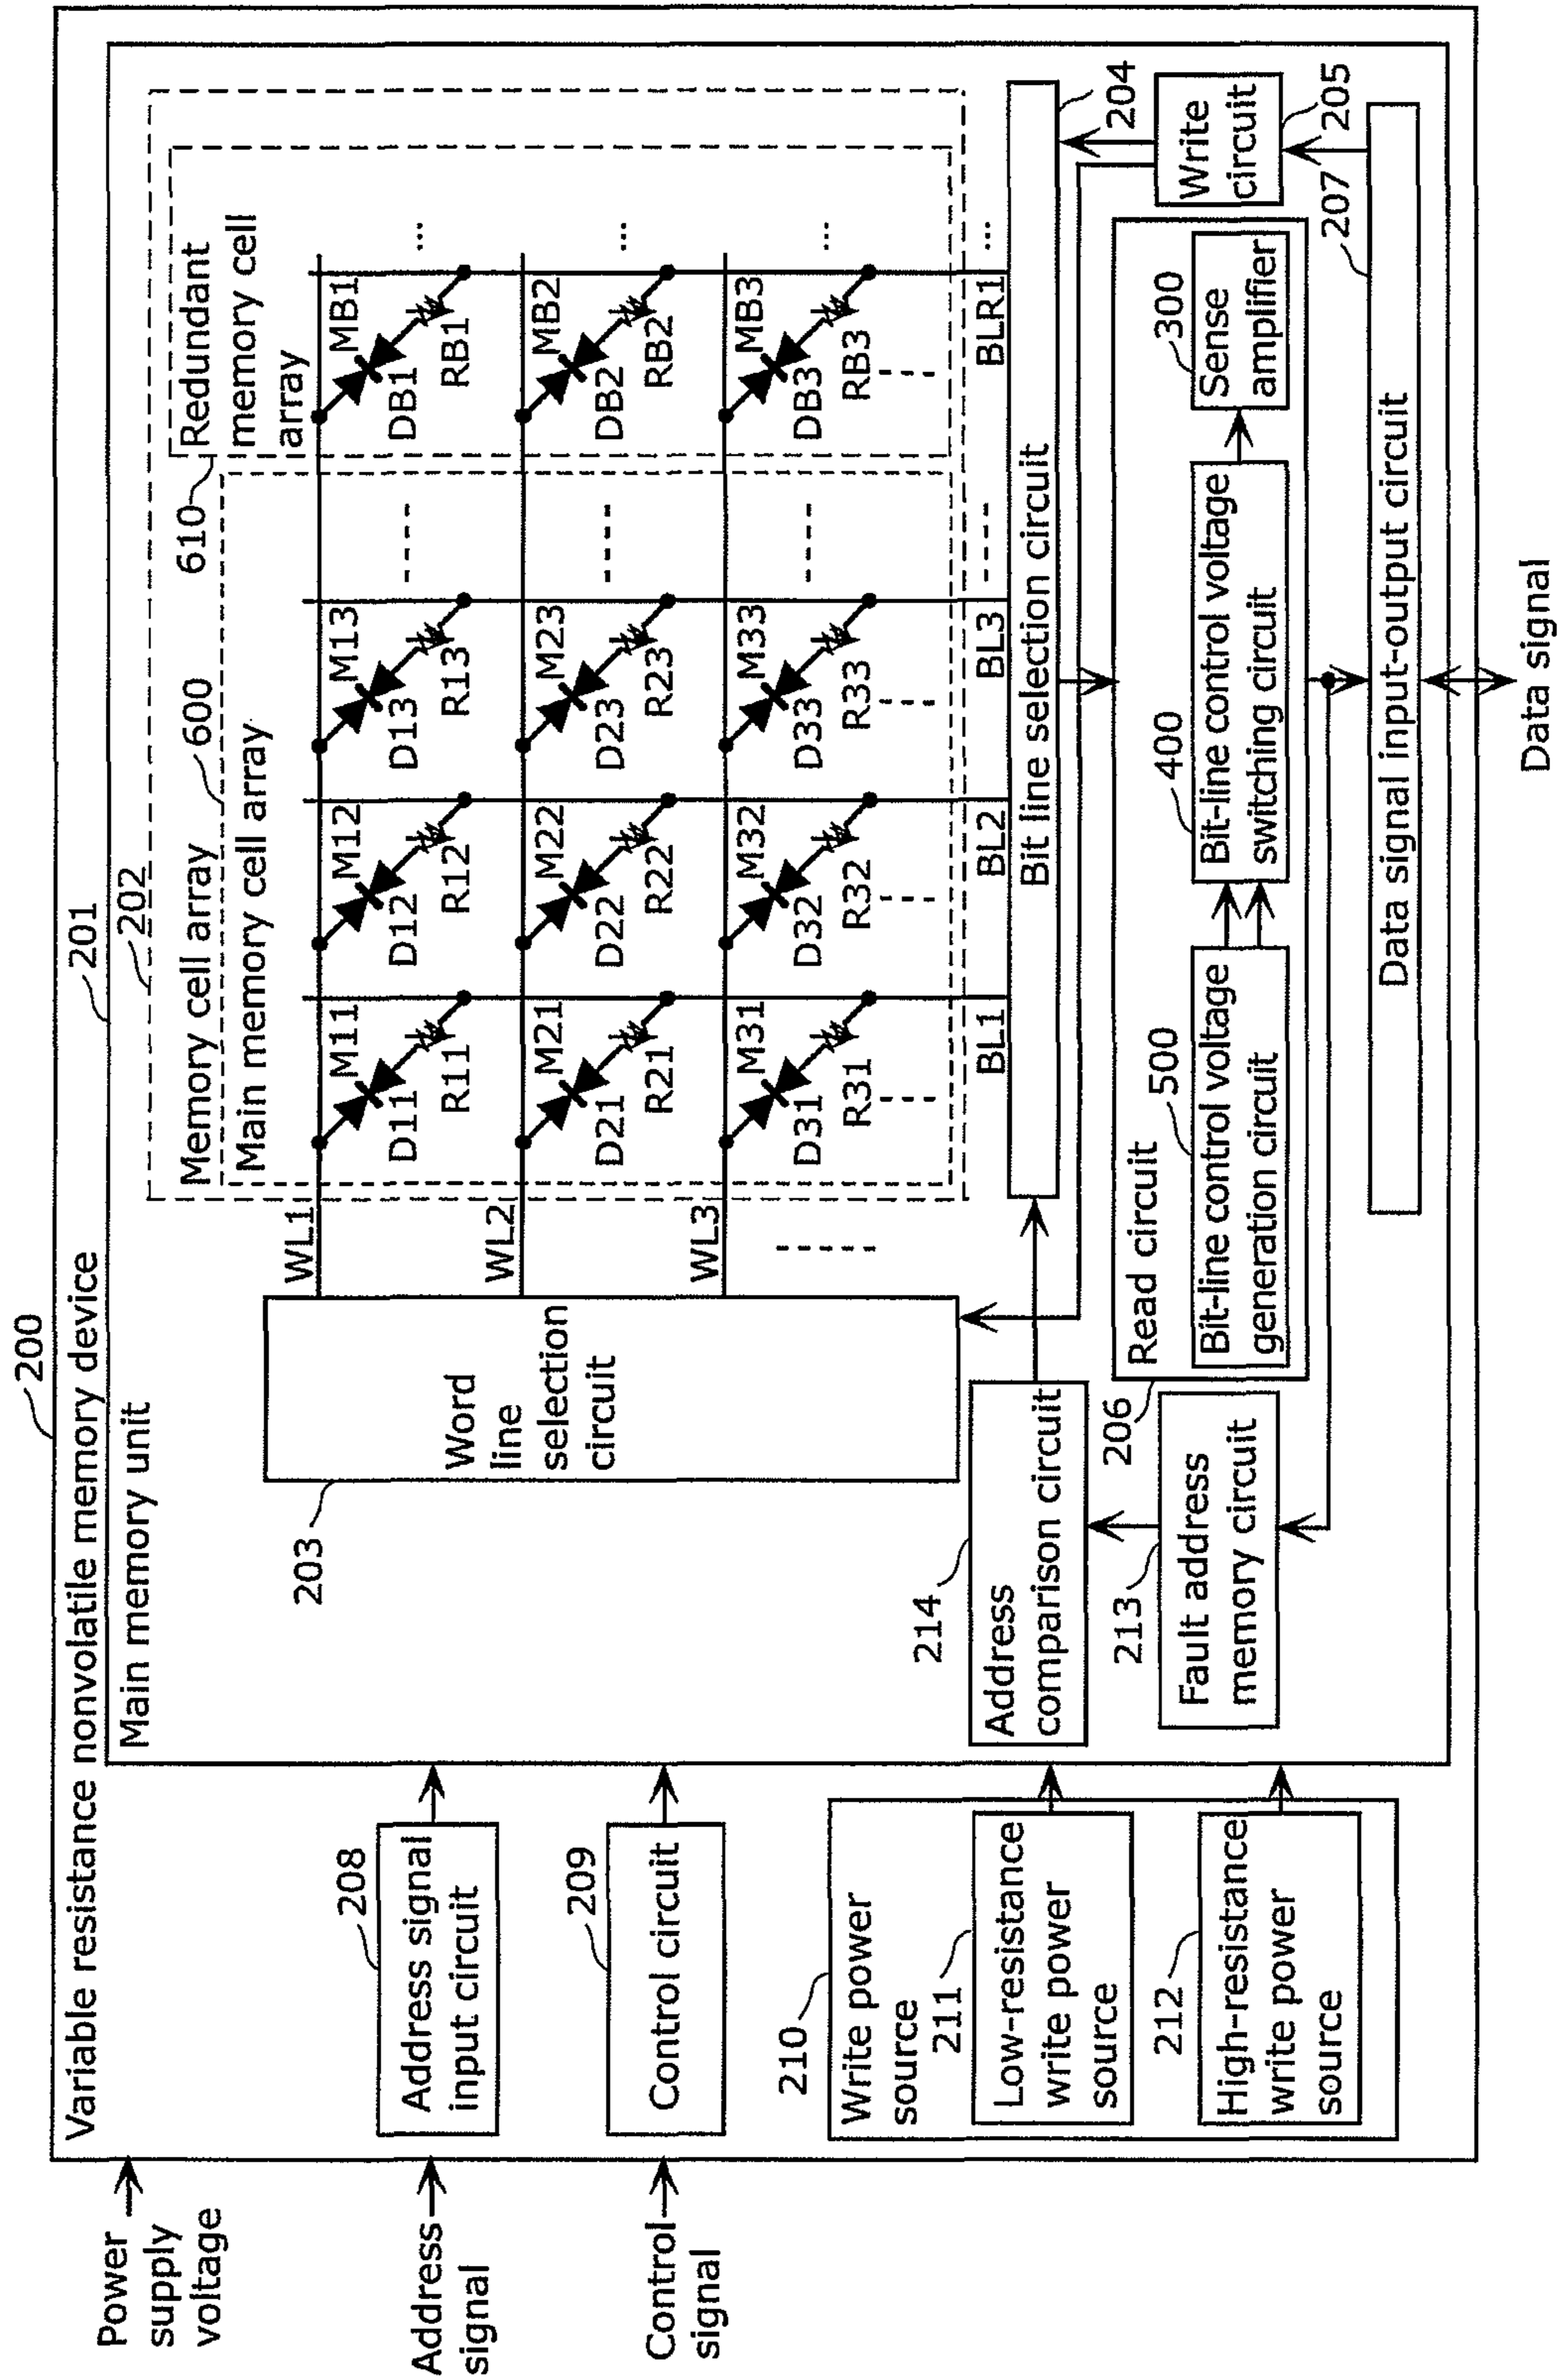 200
Variable resistance nonvolatile memory device
201
Main memory unit
202
Memory cell array
600
Main memory cell array
610
Redundant
memory cell
array
Power
supply
voltage
Address
signal
Control
signal
208
Address signal
input circuit
209
Control circuit
210
Write power
source
211
Low-resistance
write power
source
212
High-resistance
write power
source
203
Word
line
selection
circuit
WL1
WL2
WL3
M11
D11
R11
M12
D12
R12
M13
D13
R13
MB1
DB1
RB1
M21
D21
R21
M22
D22
R22
M23
D23
R23
MB2
DB2
RB2
M31
D31
R31
M32
D32
R32
M33
D33
R33
MB3
DB3
RB3
BL1
BL2
BL3
BLR1
Bit line selection circuit
204
214
Address
comparison circuit
213
Fault address
memory circuit
206
Read circuit
500
Bit-line control voltage
generation circuit
400
Bit-line control voltage
switching circuit
300
Sense
amplifier
Write
circuit
205
207
Data signal input-output circuit
Data signal